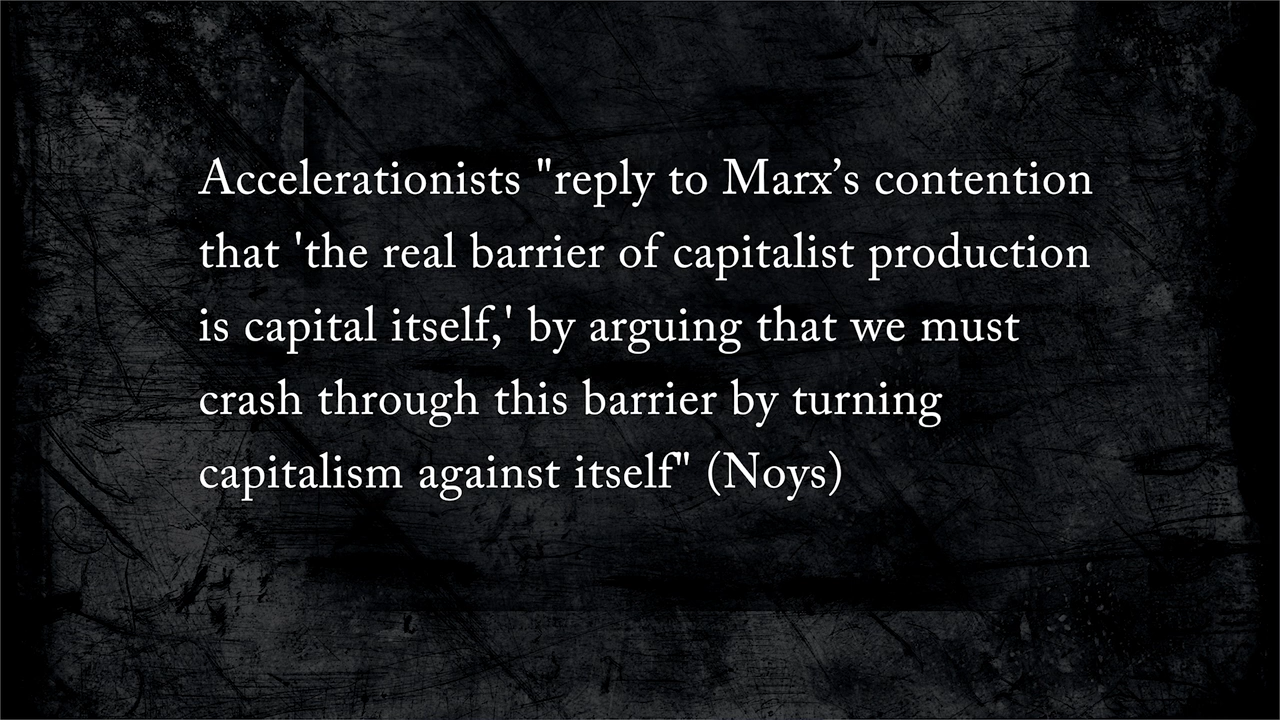 Accelerationists "reply to Marx’s contention
that 'the real barrier of capitalist production
is capital itself,' by arguing that we must
crash through this barrier by turning
capitalism against itself" (Noys)